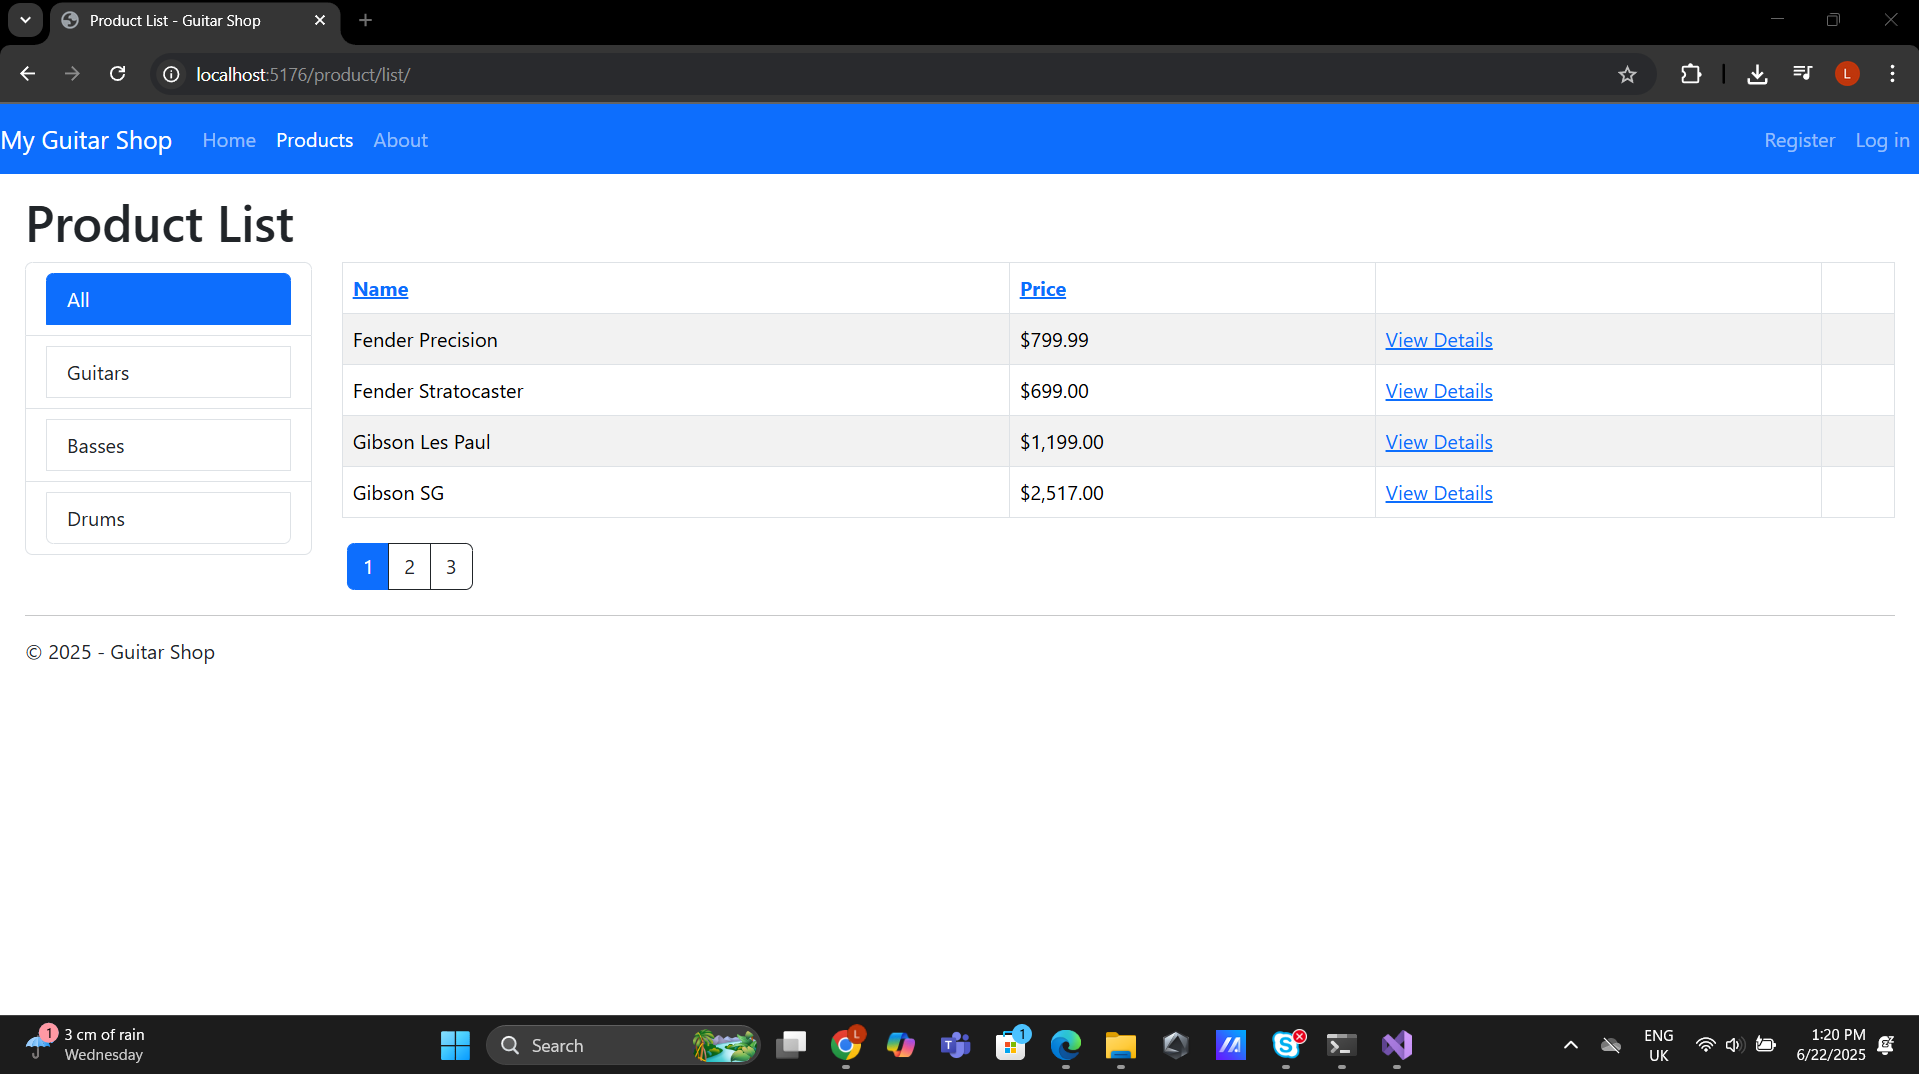 Product List - Guitar Shop
localhost:5176/product/list/
L
My Guitar Shop Home Products About Register Log in
Product List
All
Guitars
Basses
Drums
Name Price
Fender Precision $799.99 View Details
Fender Stratocaster $699.00 View Details
Gibson Les Paul $1,199.00 View Details
Gibson SG $2,517.00 View Details
1 2 3
© 2025 - Guitar Shop
1
3 cm of rain
Wednesday
Search
L
T
1
S
ENG
UK
1:20 PM
6/22/2025